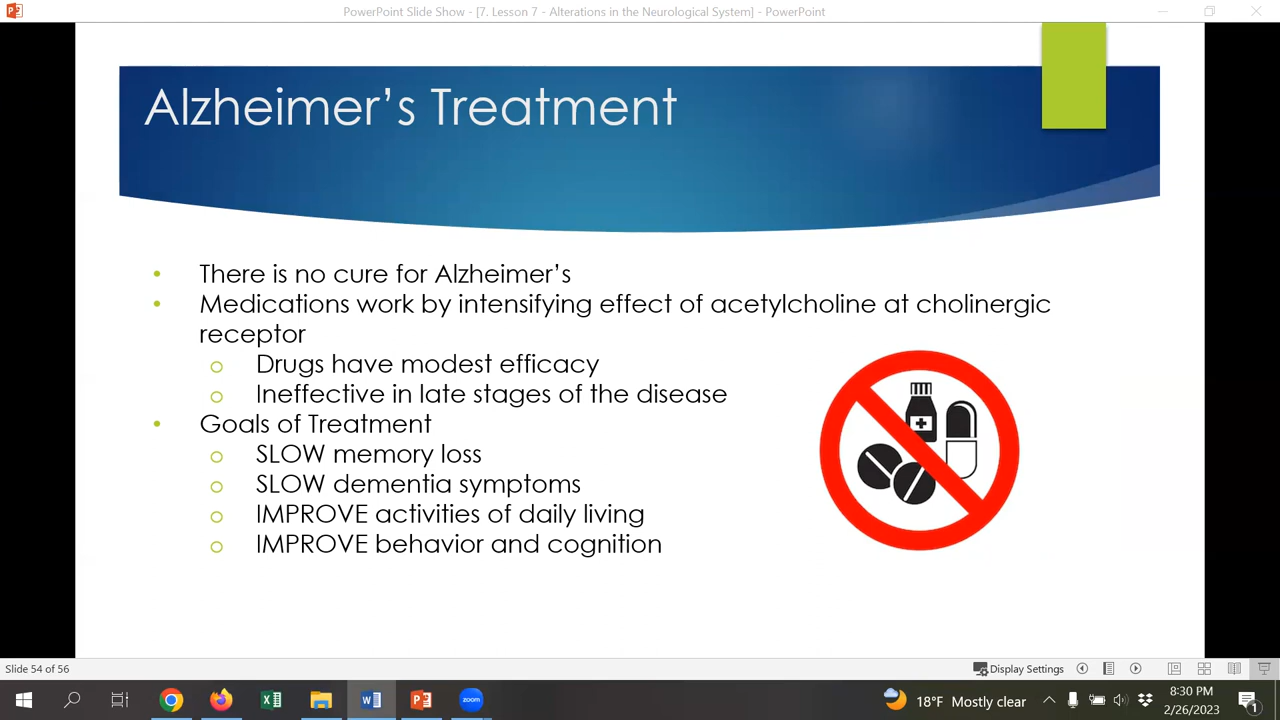 PowerPoint Slide Show - [7. Lesson 7 - Alterations in the Neurological System] - PowerPoint
Alzheimer’s Treatment
• There is no cure for Alzheimer’s
• Medications work by intensifying effect of acetylcholine at cholinergic
receptor
o Drugs have modest efficacy
o Ineffective in late stages of the disease
• Goals of Treatment
o SLOW memory loss
o SLOW dementia symptoms
o IMPROVE activities of daily living
o IMPROVE behavior and cognition
Slide 54 of 56
Display Settings
zoom
18°F Mostly clear
8:30 PM
2/26/2023
1